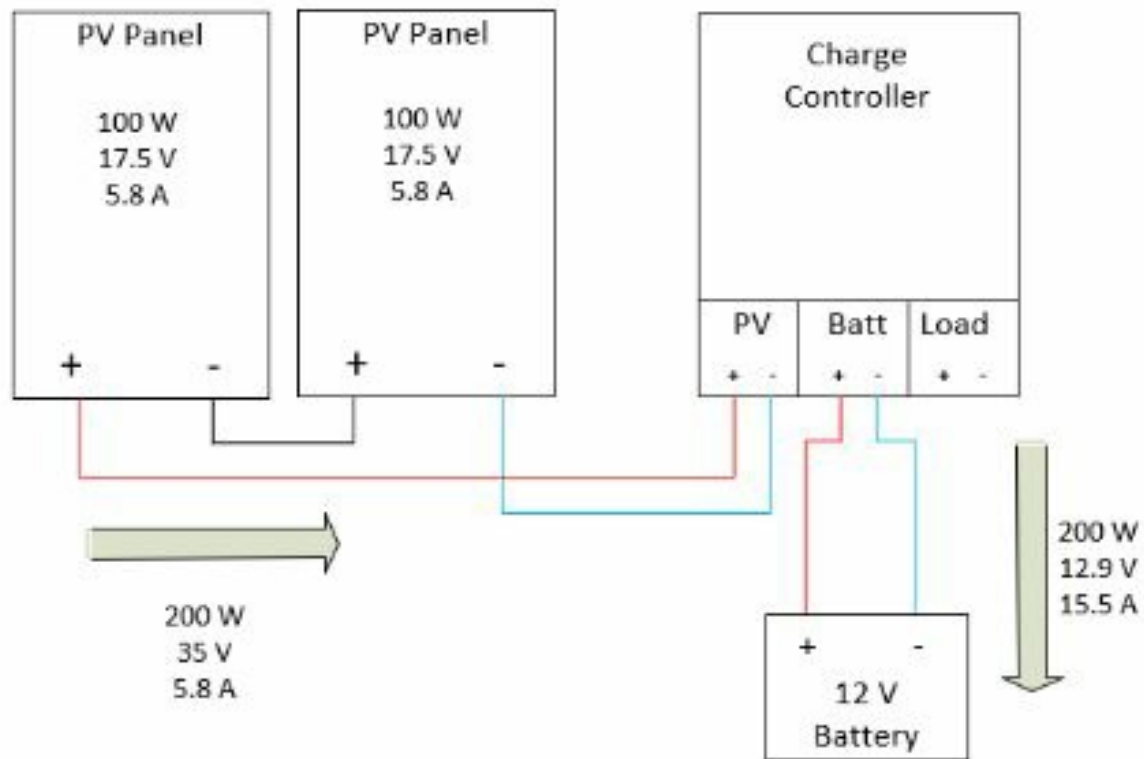 PV Panel
100 W
17.5 V
5.8 A
+ -
PV Panel
100 W
17.5 V
5.8 A
+ -
Charge
Controller
PV Batt Load
+ - + - + -
200 W
35 V
5.8 A
200 W
12.9 V
15.5 A
+ -
12 V
Battery